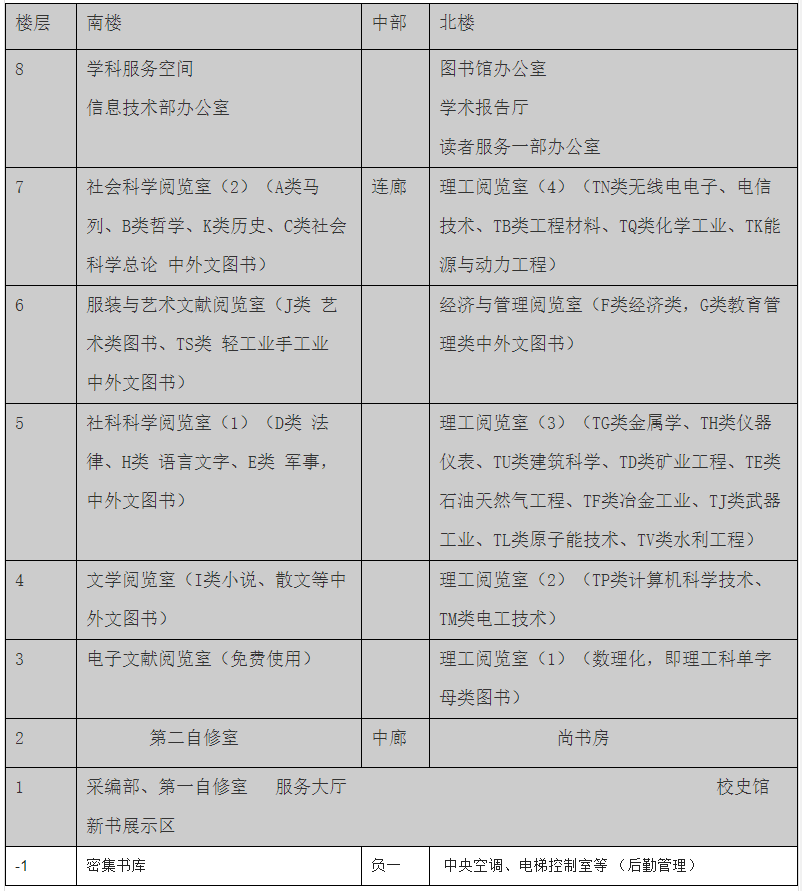 楼层 南楼 中部 北楼
8 学科服务空间 图书馆办公室
信息技术部办公室 学术报告厅
读者服务一部办公室
7 社会科学阅览室（2）（A类马 连廊 理工阅览室（4）（TN类无线电电子、电信
列、B类哲学、K类历史、C类社会 技术、TB类工程材料、TQ类化学工业、TK能
科学总论 中外文图书） 源与动力工程）
6 服装与艺术文献阅览室（J类 艺 经济与管理阅览室（F类经济类，G类教育管
术类图书、TS类 轻工业手工业 理类中外文图书）
中外文图书）
5 社科科学阅览室（1）（D类 法 理工阅览室（3）（TG类金属学、TH类仪器
律、H类 语言文字、E类 军事， 仪表、TU类建筑科学、TD类矿业工程、TE类
中外文图书） 石油天然气工程、TF类冶金工业、TJ类武器
工业、TL类原子能技术、TV类水利工程）
4 文学阅览室（I类小说、散文等中 理工阅览室（2）（TP类计算机科学技术、
外文图书） TM类电工技术）
3 电子文献阅览室（免费使用） 理工阅览室（1）（数理化，即理工科单字
母类图书）
2 第二自修室 中廊 尚书房
1 采编部、第一自修室 服务大厅 校史馆
新书展示区
-1 密集书库 负一 中央空调、电梯控制室等 （后勤管理）